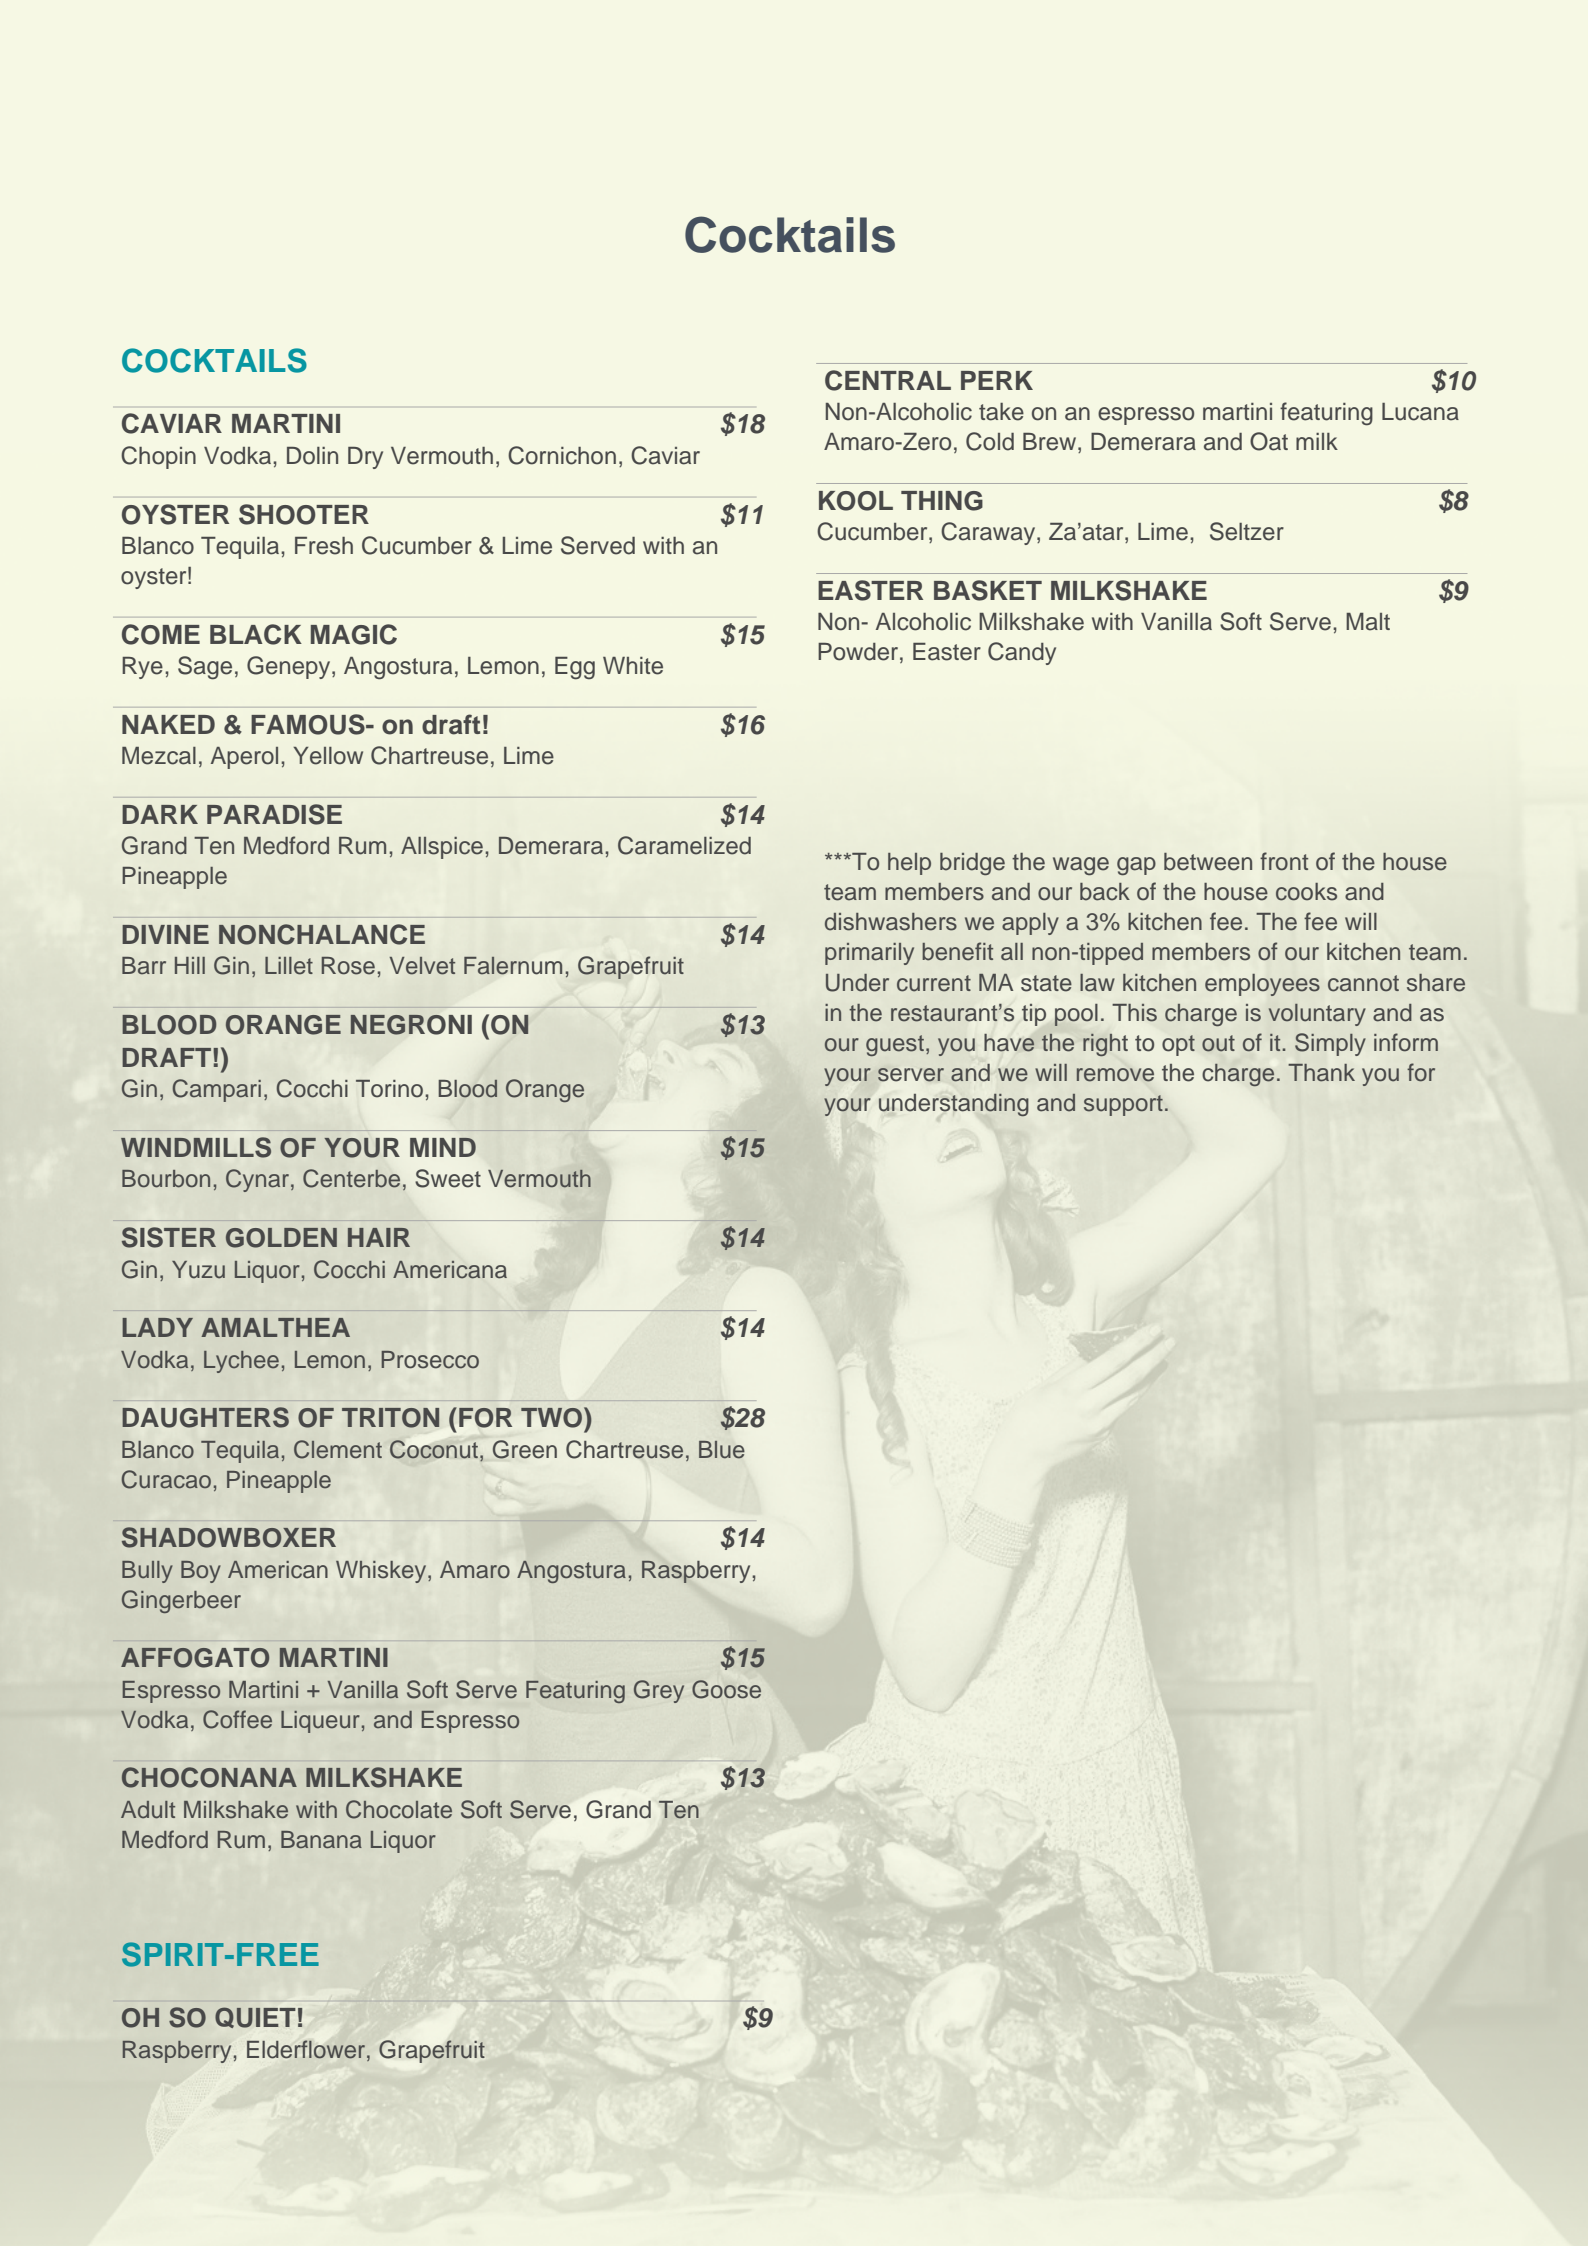 Cocktails
COCKTAILS
CAVIAR MARTINI $18
Chopin Vodka, Dolin Dry Vermouth, Cornichon, Caviar
OYSTER SHOOTER $11
Blanco Tequila, Fresh Cucumber & Lime Served with an
oyster!
COME BLACK MAGIC $15
Rye, Sage, Genepy, Angostura, Lemon, Egg White
NAKED & FAMOUS- on draft! $16
Mezcal, Aperol, Yellow Chartreuse, Lime
DARK PARADISE $14
Grand Ten Medford Rum, Allspice, Demerara, Caramelized
Pineapple
DIVINE NONCHALANCE $14
Barr Hill Gin, Lillet Rose, Velvet Falernum, Grapefruit
BLOOD ORANGE NEGRONI (ON $13
DRAFT!)
Gin, Campari, Cocchi Torino, Blood Orange
WINDMILLS OF YOUR MIND $15
Bourbon, Cynar, Centerbe, Sweet Vermouth
SISTER GOLDEN HAIR $14
Gin, Yuzu Liquor, Cocchi Americana
LADY AMALTHEA $14
Vodka, Lychee, Lemon, Prosecco
DAUGHTERS OF TRITON (FOR TWO) $28
Blanco Tequila, Clement Coconut, Green Chartreuse, Blue
Curacao, Pineapple
SHADOWBOXER $14
Bully Boy American Whiskey, Amaro Angostura, Raspberry,
Gingerbeer
AFFOGATO MARTINI $15
Espresso Martini + Vanilla Soft Serve Featuring Grey Goose
Vodka, Coffee Liqueur, and Espresso
CHOCONANA MILKSHAKE $13
Adult Milkshake with Chocolate Soft Serve, Grand Ten
Medford Rum, Banana Liquor
SPIRIT-FREE
OH SO QUIET! $9
Raspberry, Elderflower, Grapefruit
CENTRAL PERK $10
Non-Alcoholic take on an espresso martini featuring Lucana
Amaro-Zero, Cold Brew, Demerara and Oat milk
KOOL THING $8
Cucumber, Caraway, Za’atar, Lime, Seltzer
EASTER BASKET MILKSHAKE $9
Non- Alcoholic Milkshake with Vanilla Soft Serve, Malt
Powder, Easter Candy
***To help bridge the wage gap between front of the house
team members and our back of the house cooks and
dishwashers we apply a 3% kitchen fee. The fee will
primarily benefit all non-tipped members of our kitchen team.
Under current MA state law kitchen employees cannot share
in the restaurant’s tip pool. This charge is voluntary and as
our guest, you have the right to opt out of it. Simply inform
your server and we will remove the charge. Thank you for
your understanding and support.